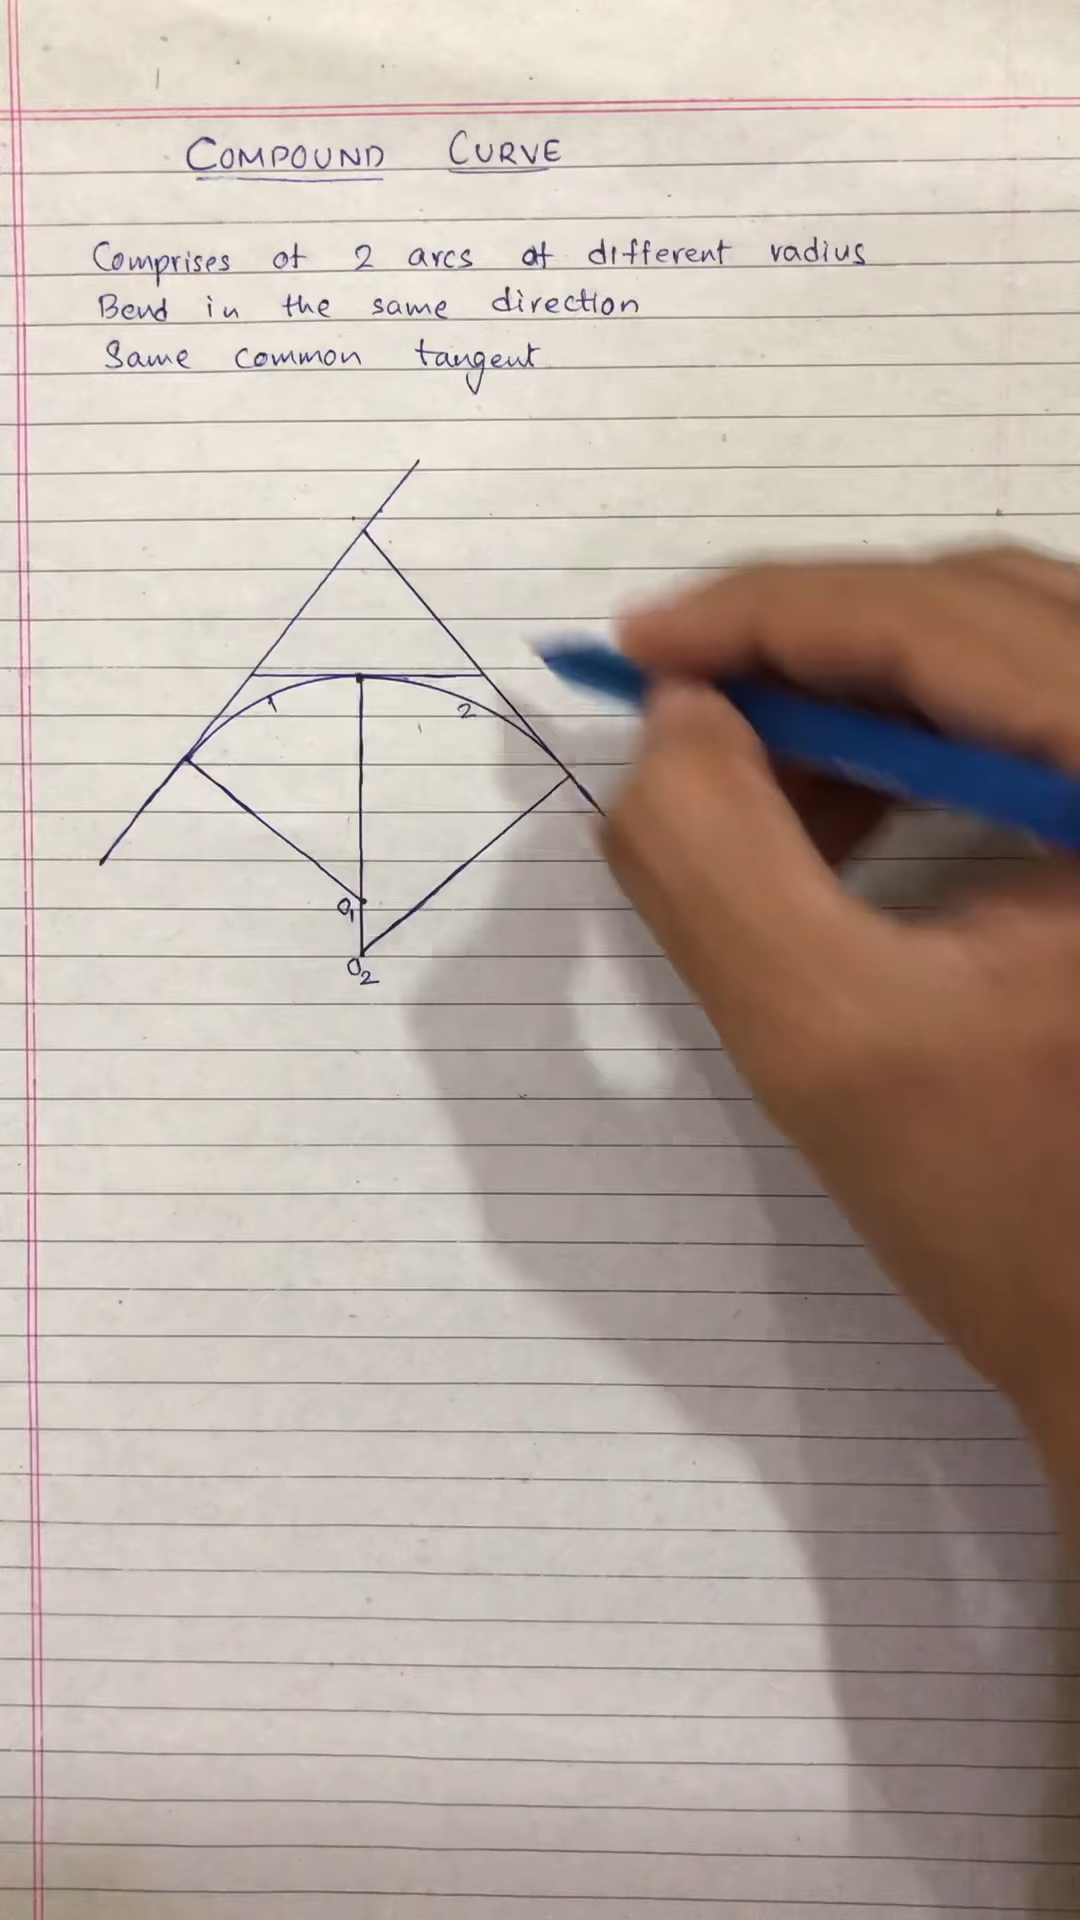 COMPOUND CURVE
Comprises of 2 arcs of different radius
Bend in the same direction
Same common tangent
1
2
O1
O2